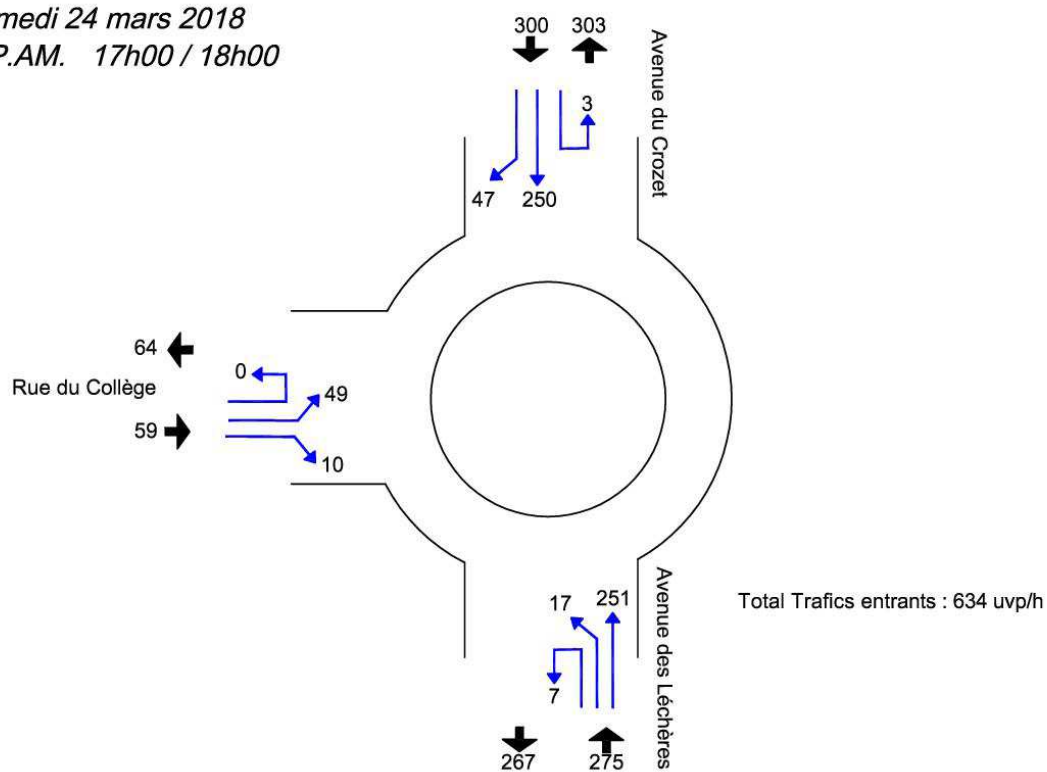 medi 24 mars 2018
P.AM. 17h00 / 18h00
300 303
Avenue du Crozet
3
47 250
64
0
Rue du Collège
49
59
10
Avenue des Léchères
17 251
Total Trafics entrants : 634 uvp/h
7
267 275